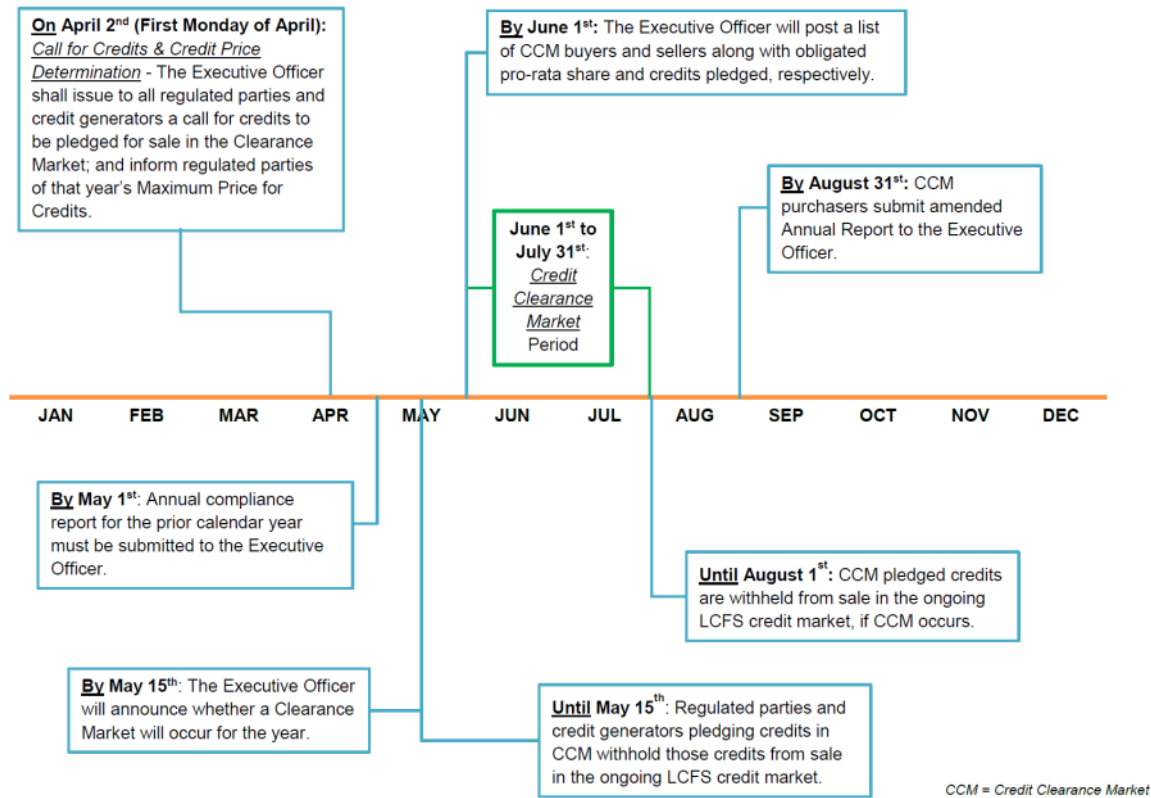 On April 2nd (First Monday of April):
Call for Credits & Credit Price
Determination - The Executive Officer
shall issue to all regulated parties and
credit generators a call for credits to
be pledged for sale in the Clearance
Market; and inform regulated parties
of that year's Maximum Price for
Credits.
By June 1st: The Executive Officer will post a list
of CCM buyers and sellers along with obligated
pro-rata share and credits pledged, respectively.
By August 31st: CCM
purchasers submit amended
Annual Report to the Executive
Officer.
June 1st to
July 31st:
Credit
Clearance
Market
Period
JAN FEB MAR APR MAY JUN JUL AUG SEP OCT NOV DEC
By May 1st: Annual compliance
report for the prior calendar year
must be submitted to the Executive
Officer.
Until August 1st: CCM pledged credits
are withheld from sale in the ongoing
LCFS credit market, if CCM occurs.
By May 15th: The Executive Officer
will announce whether a Clearance
Market will occur for the year.
Until May 15th: Regulated parties and
credit generators pledging credits in
CCM withhold those credits from sale
in the ongoing LCFS credit market.
CCM = Credit Clearance Market